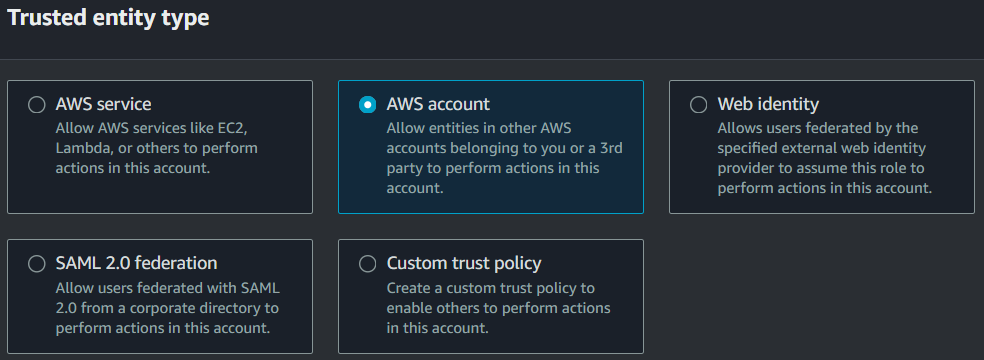 Trusted entity type
AWS service
Allow AWS services like EC2,
Lambda, or others to perform
actions in this account.
AWS account
Allow entities in other AWS
accounts belonging to you or a 3rd
party to perform actions in this
account.
Web identity
Allows users federated by the
specified external web identity
provider to assume this role to
perform actions in this account.
SAML 2.0 federation
Allow users federated with SAML
2.0 from a corporate directory to
perform actions in this account.
Custom trust policy
Create a custom trust policy to
enable others to perform actions
in this account.